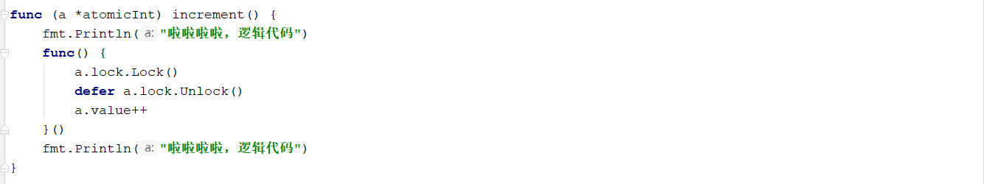 func (a *atomicInt) increment() {
    fmt.Println( a: "啦啦啦啦，逻辑代码")
    func() {
        a.lock.Lock()
        defer a.lock.Unlock()
        a.value++
    }()
    fmt.Println( a: "啦啦啦啦，逻辑代码")
}